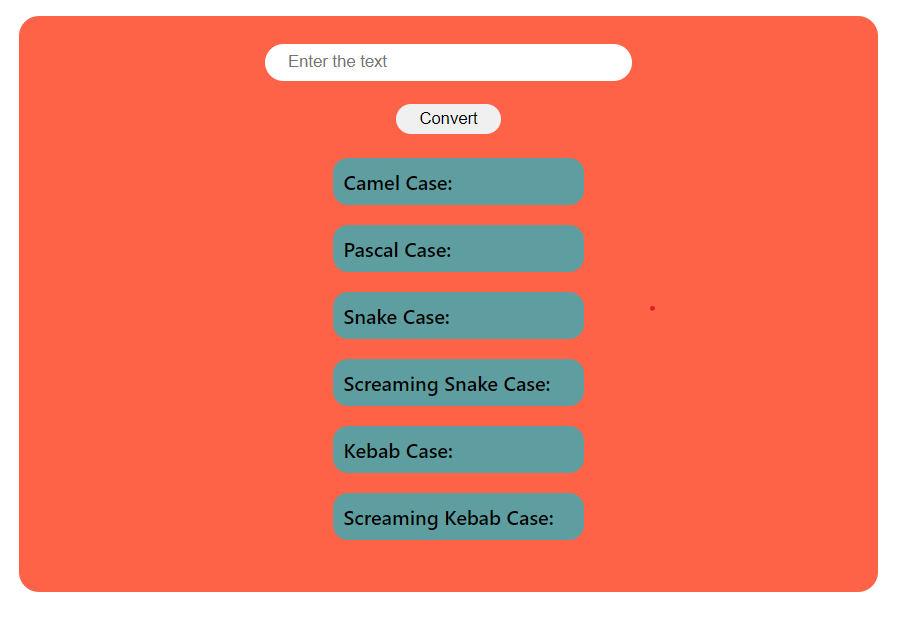 Enter the text
Convert
Camel Case:
Pascal Case:
Snake Case:
Screaming Snake Case:
Kebab Case:
Screaming Kebab Case: